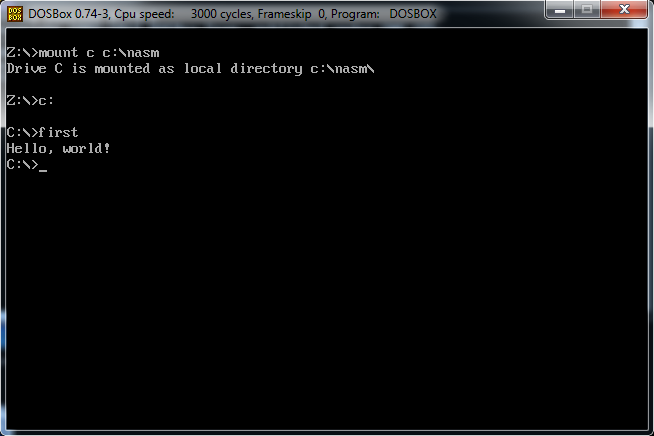 DOS
BOX
DOSBox 0.74-3, Cpu speed: 3000 cycles, Frameskip 0, Program: DOSBOX
Z:\>mount c c:\nasm
Drive C is mounted as local directory c:\nasm\
Z:\>c:
C:\>first
Hello, world!
C:\>_